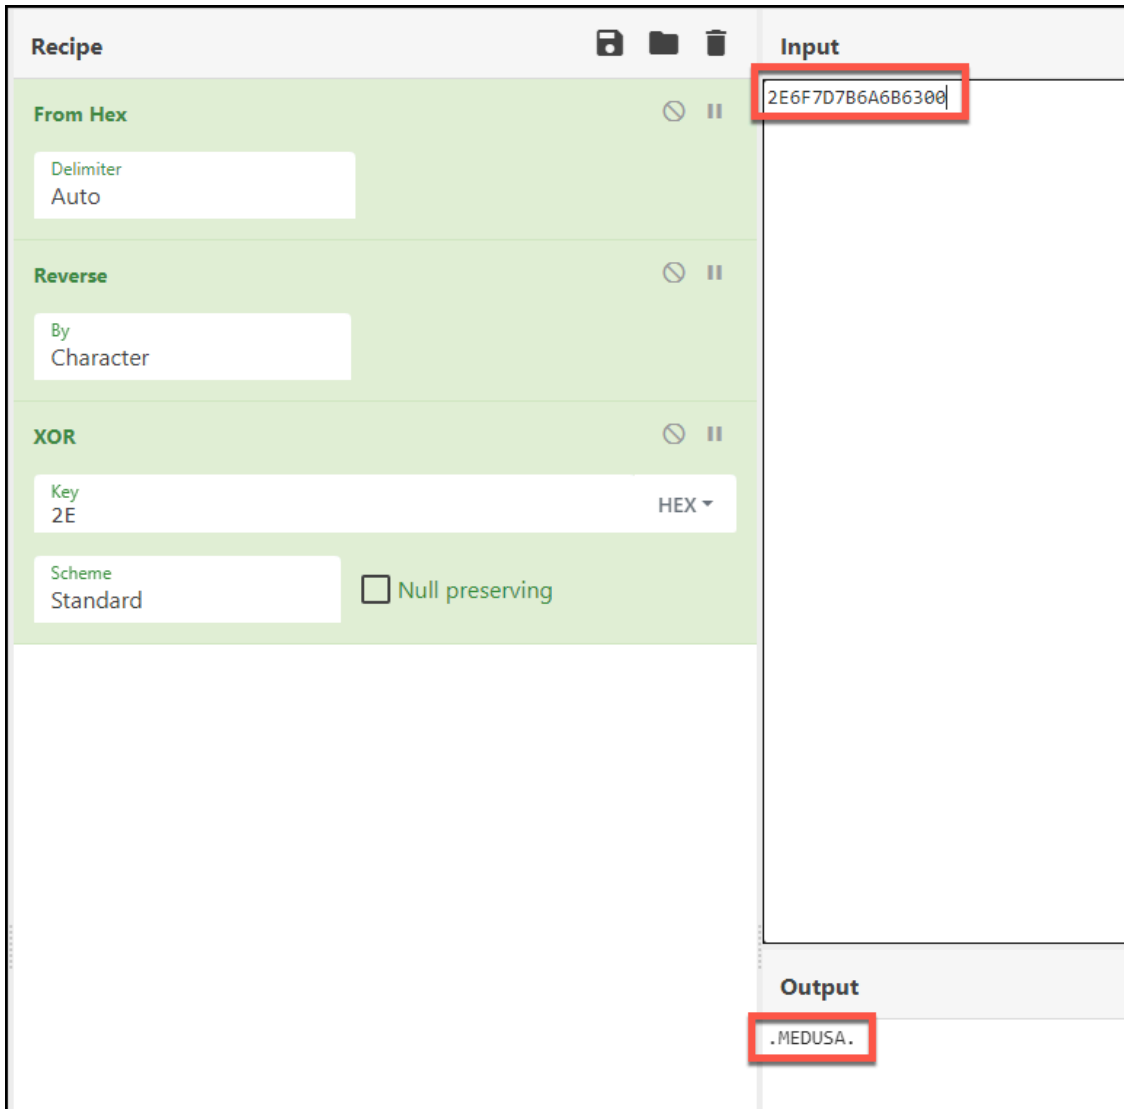 Recipe
From Hex
Delimiter
Auto
Reverse
By
Character
XOR
Key
2E
HEX
Scheme
Standard
Null preserving
Input
2E6F7D7B6A6B6300
Output
.MEDUSA.